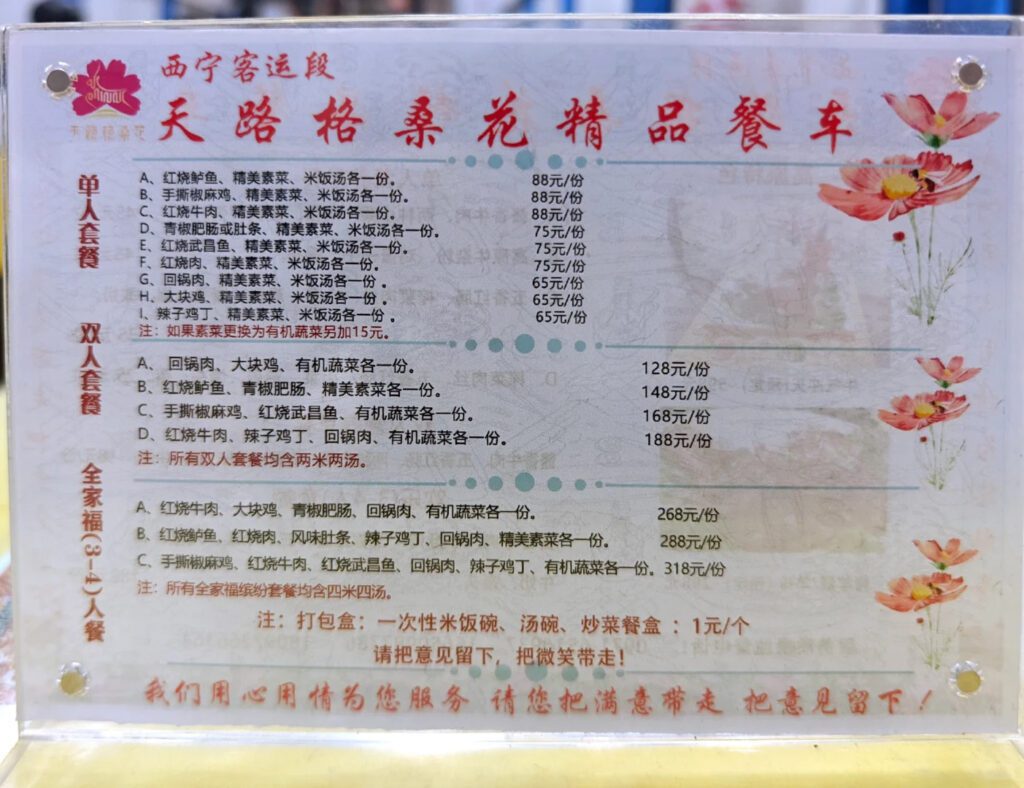 西宁客运段
天路格桑花
天路格桑花精品餐车
单人套餐
A、红烧鲈鱼、精美素菜、米饭汤各一份。 88元/份
B、手撕椒麻鸡、精美素菜、米饭汤各一份。 88元/份
C、红烧牛肉、精美素菜、米饭汤各一份。 88元/份
D、青椒肥肠或肚条、精美素菜、米饭汤各一份。 75元/份
E、红烧武昌鱼、精美素菜、米饭汤各一份。 75元/份
F、红烧肉、精美素菜、米饭汤各一份。 75元/份
G、回锅肉、精美素菜、米饭汤各一份 。 65元/份
H、大块鸡、精美素菜、米饭汤各一份 。 65元/份
I、辣子鸡丁、精美素菜、米饭汤各一份 。 65元/份
注：如果素菜更换为有机蔬菜另加15元。
双人套餐
A、 回锅肉、大块鸡、有机蔬菜各一份。 128元/份
B、红烧鲈鱼、青椒肥肠、精美素菜各一份。 148元/份
C、手撕椒麻鸡、红烧武昌鱼、有机蔬菜各一份。 168元/份
D、红烧牛肉、辣子鸡丁、回锅肉、有机蔬菜各一份。 188元/份
注：所有双人套餐均含两米两汤。
全家福(3-4)人餐
A、红烧牛肉、大块鸡、青椒肥肠、回锅肉、有机蔬菜各一份。 268元/份
B、红烧鲈鱼、红烧肉、风味肚条、辣子鸡丁、回锅肉、精美素菜各一份。 288元/份
C、手撕椒麻鸡、红烧牛肉、红烧武昌鱼、回锅肉、辣子鸡丁、有机蔬菜各一份。318元/份
注：所有全家福缤纷套餐均含四米四汤。
注：打包盒：一次性米饭碗、汤碗、炒菜餐盒 ：1元/个
请把意见留下，把微笑带走！
我们用心用情为您服务 请您把满意带走 把意见留下！